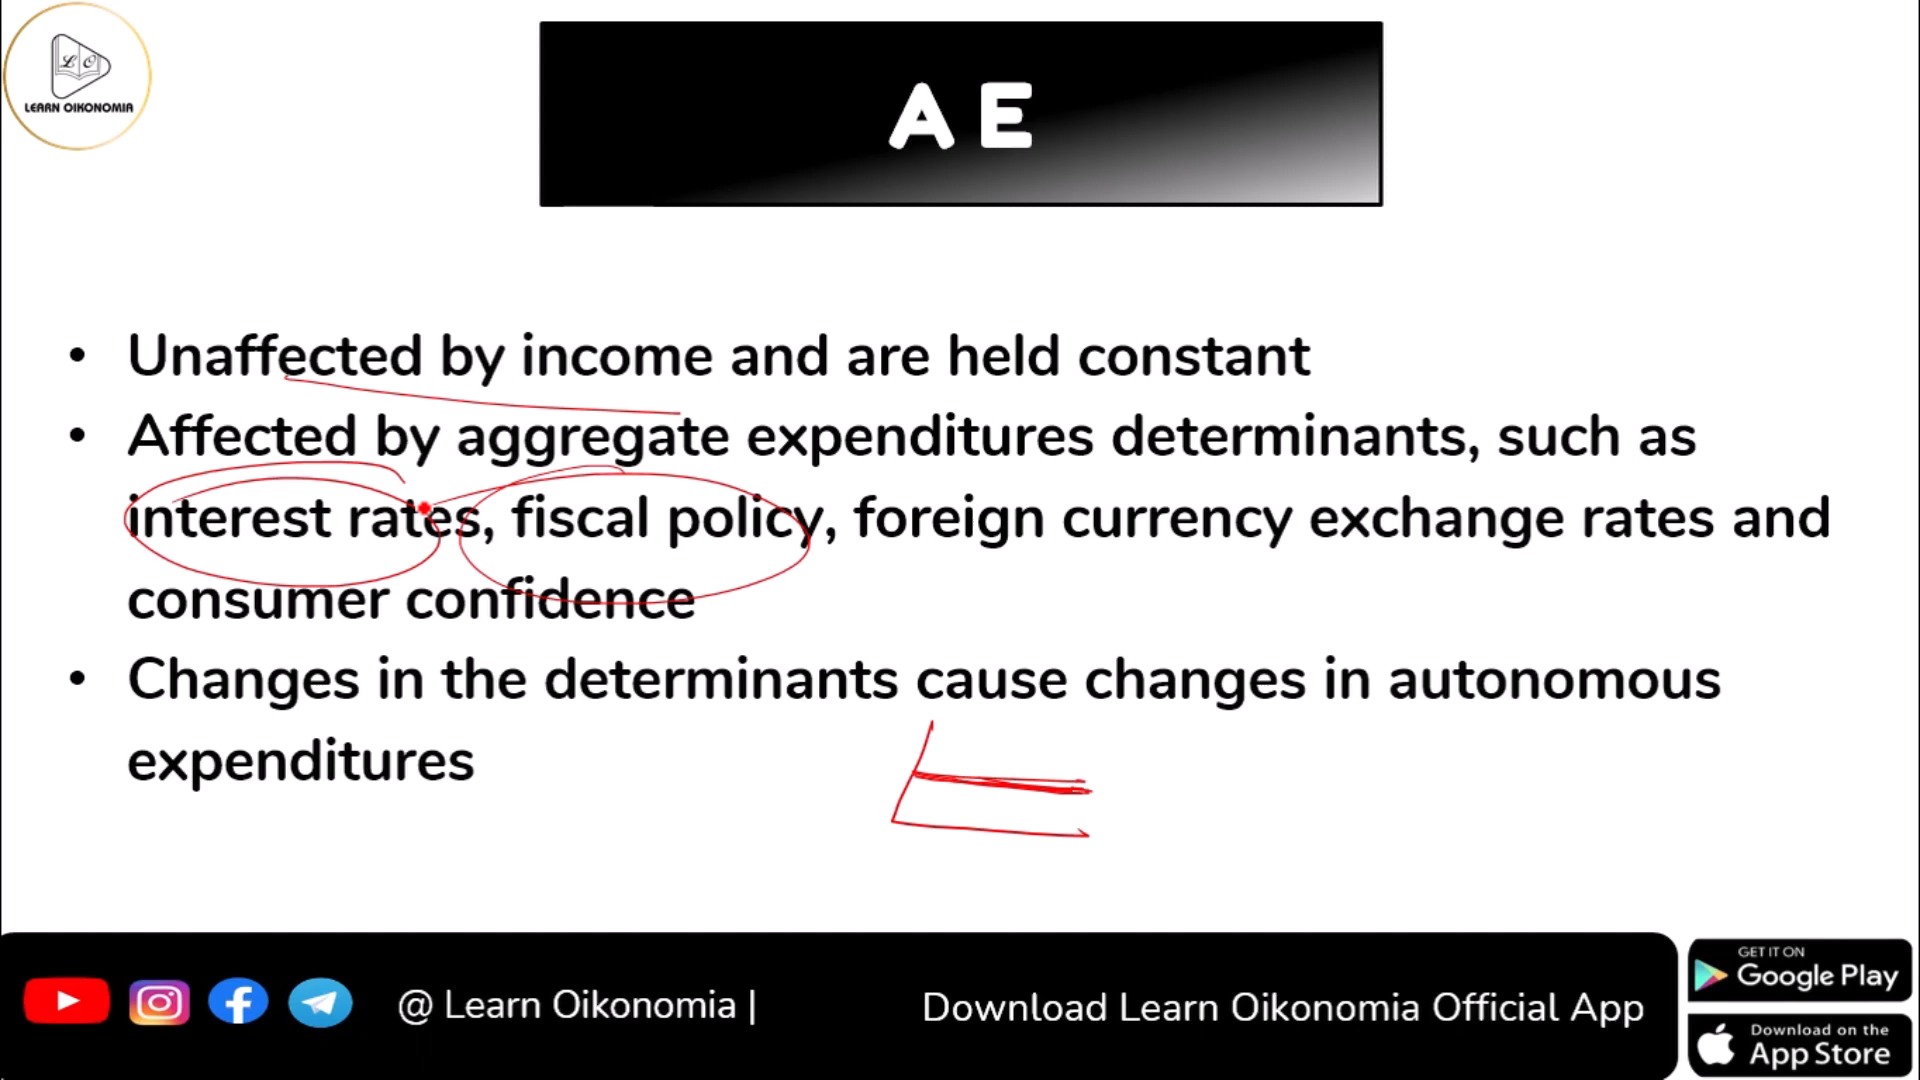 L O
LEARN OIKONOMIA
A E
• Unaffected by income and are held constant
• Affected by aggregate expenditures determinants, such as
interest rates, fiscal policy, foreign currency exchange rates and
consumer confidence
• Changes in the determinants cause changes in autonomous
expenditures
@ Learn Oikonomia |
Download Learn Oikonomia Official App
GET IT ON
Google Play
Download on the
App Store